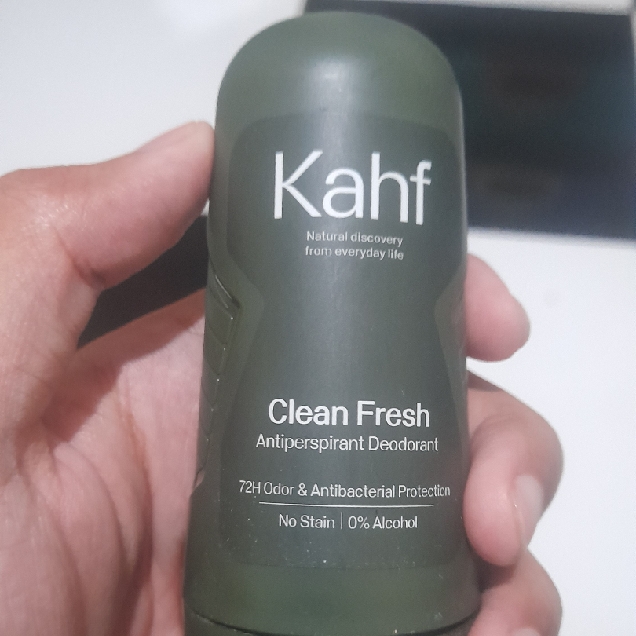 Kahf
Natural discovery
from everyday life
Clean Fresh
Antiperspirant Deodorant
72H Odor & Antibacterial Protection
No Stain | 0% Alcohol